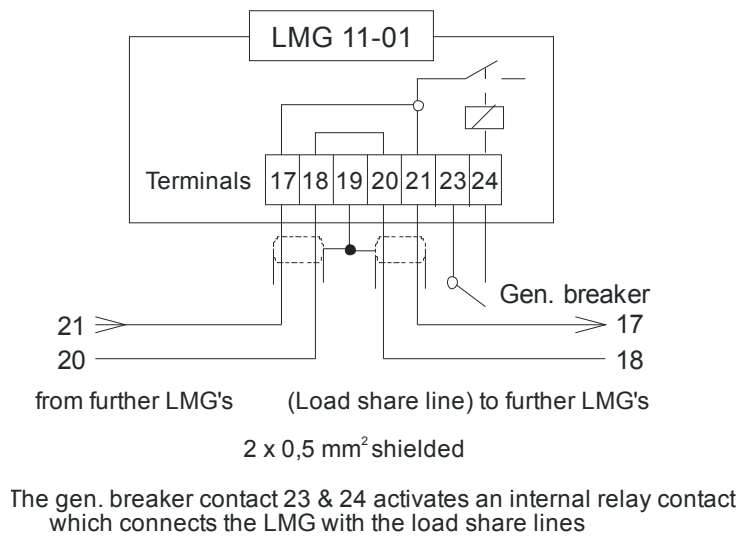 LMG 11-01
Terminals 17 18 19 20 21 23 24
Gen. breaker
21 17
20 18
from further LMG's (Load share line) to further LMG's
2 x 0,5 mm² shielded
The gen. breaker contact 23 & 24 activates an internal relay contact
which connects the LMG with the load share lines